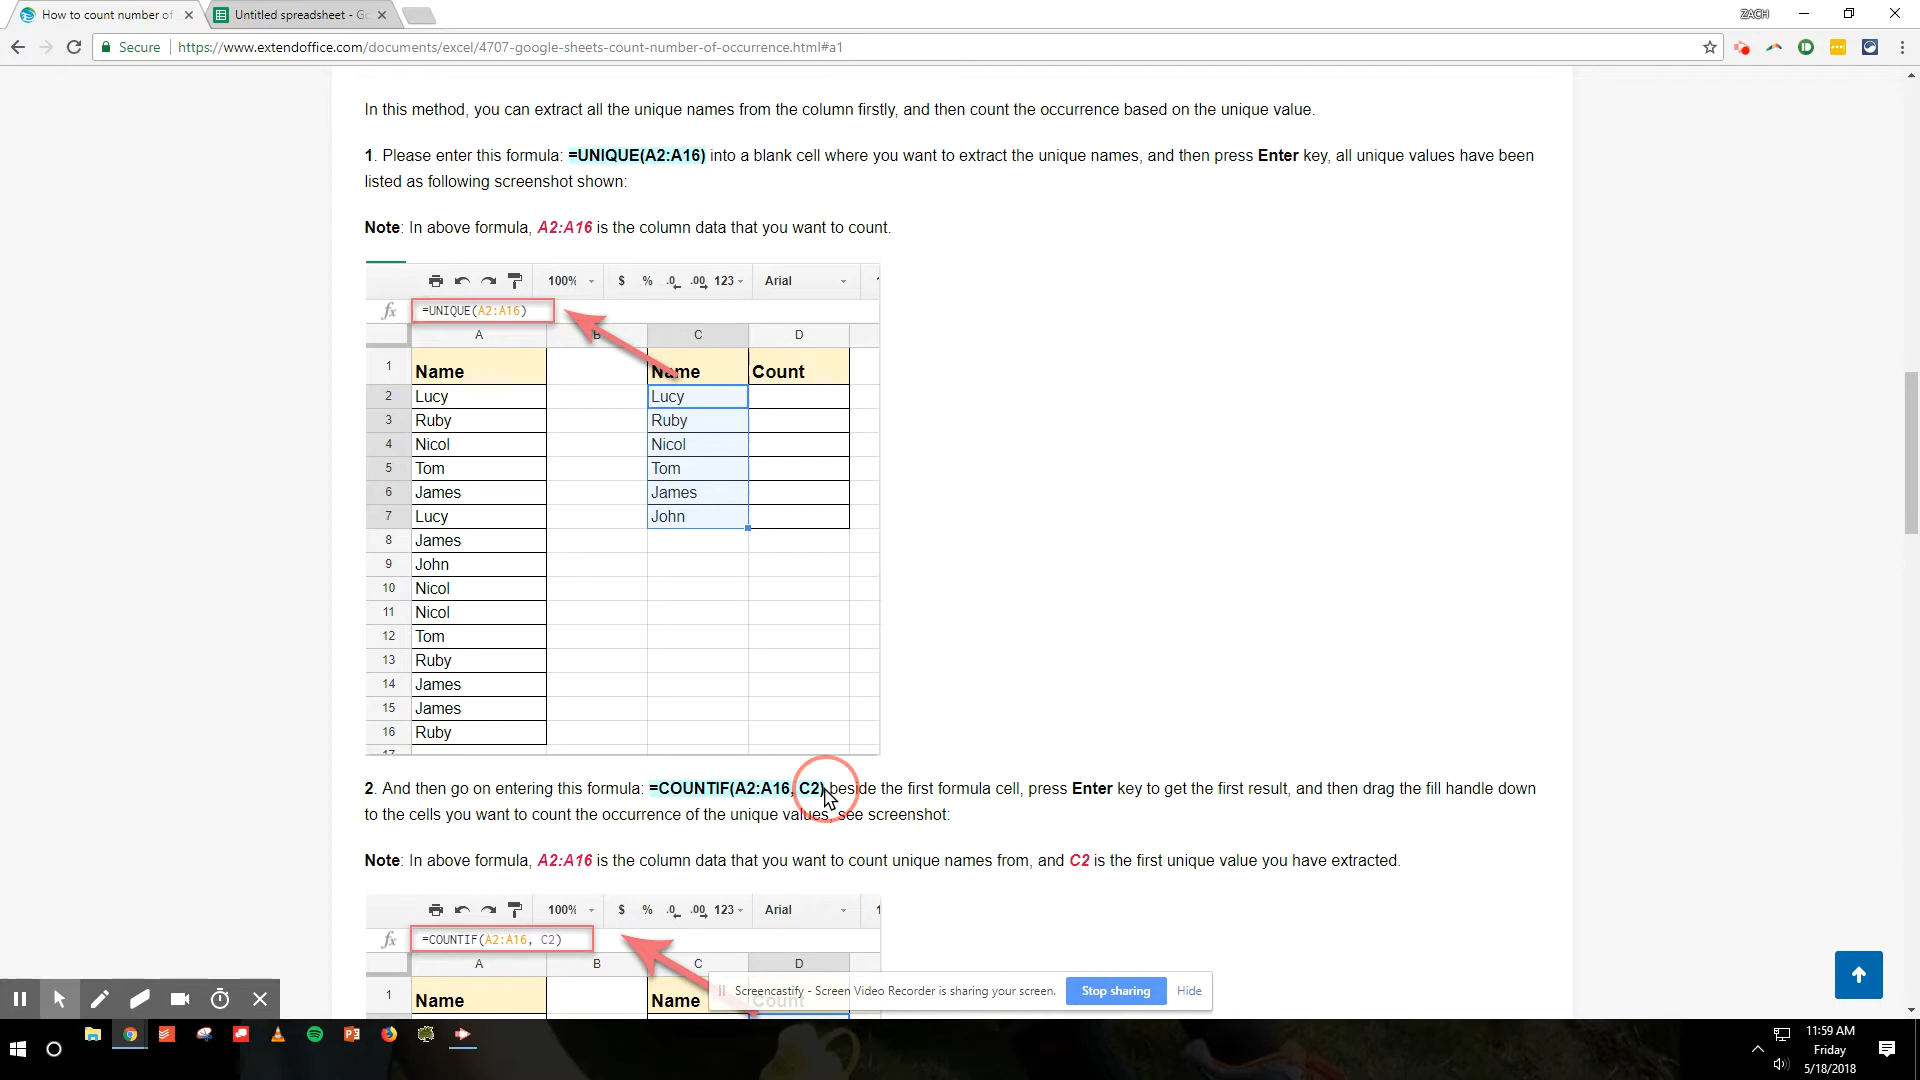 How to count number of
Untitled spreadsheet - Go
ZACH
Secure https://www.extendoffice.com/documents/excel/4707-google-sheets-count-number-of-occurrence.html#a1
In this method, you can extract all the unique names from the column firstly, and then count the occurrence based on the unique value.
1. Please enter this formula: =UNIQUE(A2:A16) into a blank cell where you want to extract the unique names, and then press Enter key, all unique values have been
listed as following screenshot shown:
Note: In above formula, A2:A16 is the column data that you want to count.
100% $ % .0 .00 123 Arial
fx =UNIQUE(A2:A16)
A B C D
1 Name Name Count
2 Lucy Lucy
3 Ruby Ruby
4 Nicol Nicol
5 Tom Tom
6 James James
7 Lucy John
8 James
9 John
10 Nicol
11 Nicol
12 Tom
13 Ruby
14 James
15 James
16 Ruby
17
2. And then go on entering this formula: =COUNTIF(A2:A16, C2) beside the first formula cell, press Enter key to get the first result, and then drag the fill handle down
to the cells you want to count the occurrence of the unique values, see screenshot:
Note: In above formula, A2:A16 is the column data that you want to count unique names from, and C2 is the first unique value you have extracted.
100% $ % .0 .00 123 Arial
fx =COUNTIF(A2:A16, C2)
A B C D
1 Name Name Count
Screencastify - Screen Video Recorder is sharing your screen. Stop sharing Hide
11:59 AM
Friday
5/18/2018